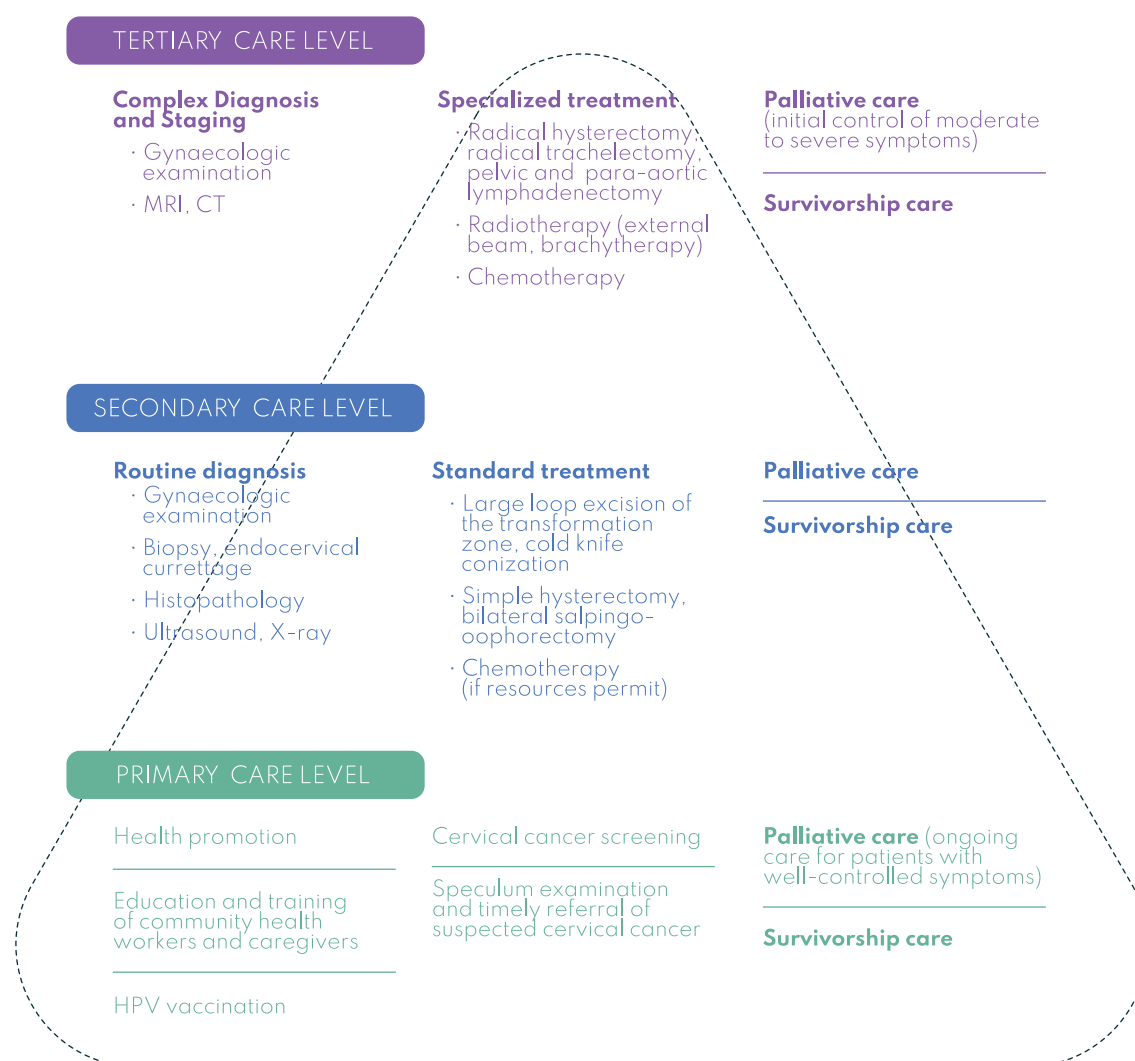 TERTIARY CARE LEVEL
Complex Diagnosis
and Staging
· Gynaecologic
examination
· MRI, CT
Specialized treatment
· Radical hysterectomy,
radical trachelectomy,
pelvic and para-aortic
lymphadenectomy
· Radiotherapy (external
beam, brachytherapy)
· Chemotherapy
Palliative care
(initial control of moderate
to severe symptoms)
Survivorship care
SECONDARY CARE LEVEL
Routine diagnosis
· Gynaecologic
examination
· Biopsy, endocervical
currettage
· Histopathology
· Ultrasound, X-ray
Standard treatment
· Large loop excision of
the transformation
zone, cold knife
conization
· Simple hysterectomy,
bilateral salpingo-
oophorectomy
· Chemotherapy
(if resources permit)
Palliative care
Survivorship care
PRIMARY CARE LEVEL
Health promotion
Education and training
of community health
workers and caregivers
HPV vaccination
Cervical cancer screening
Speculum examination
and timely referral of
suspected cervical cancer
Palliative care (ongoing
care for patients with
well-controlled symptoms)
Survivorship care